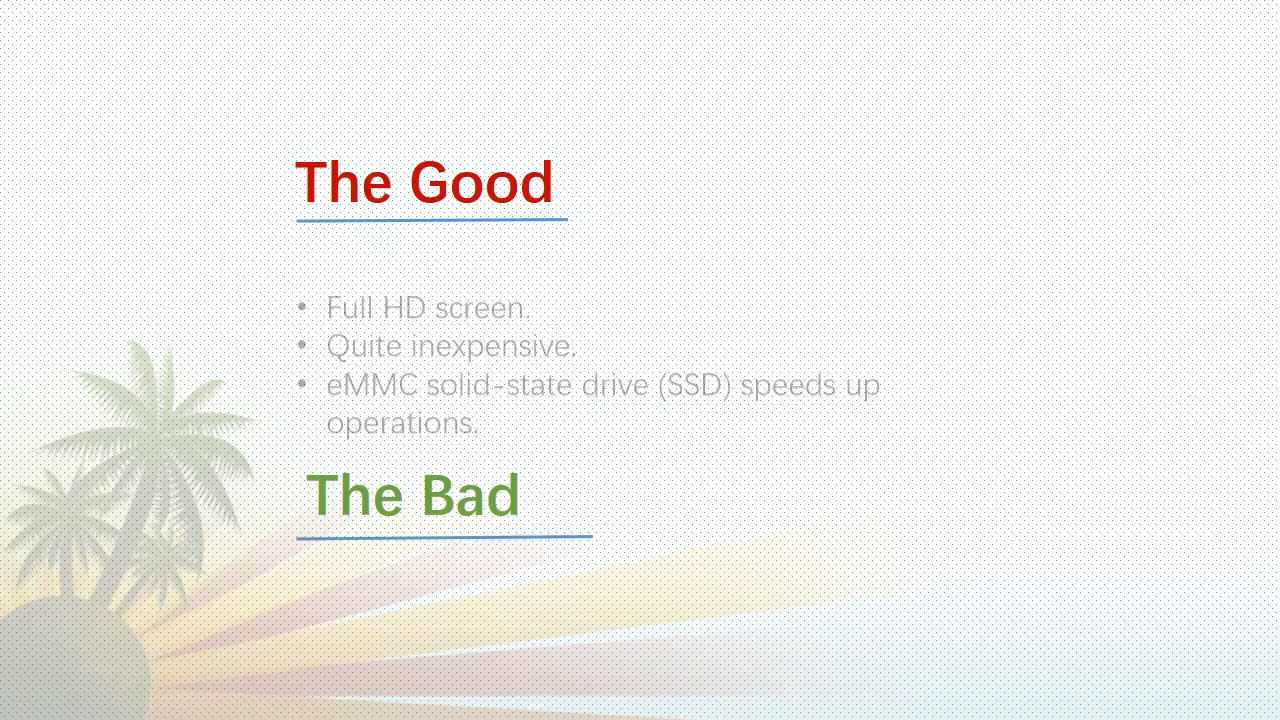 The Good
• Full HD screen.
• Quite inexpensive.
• eMMC solid-state drive (SSD) speeds up
operations.
The Bad